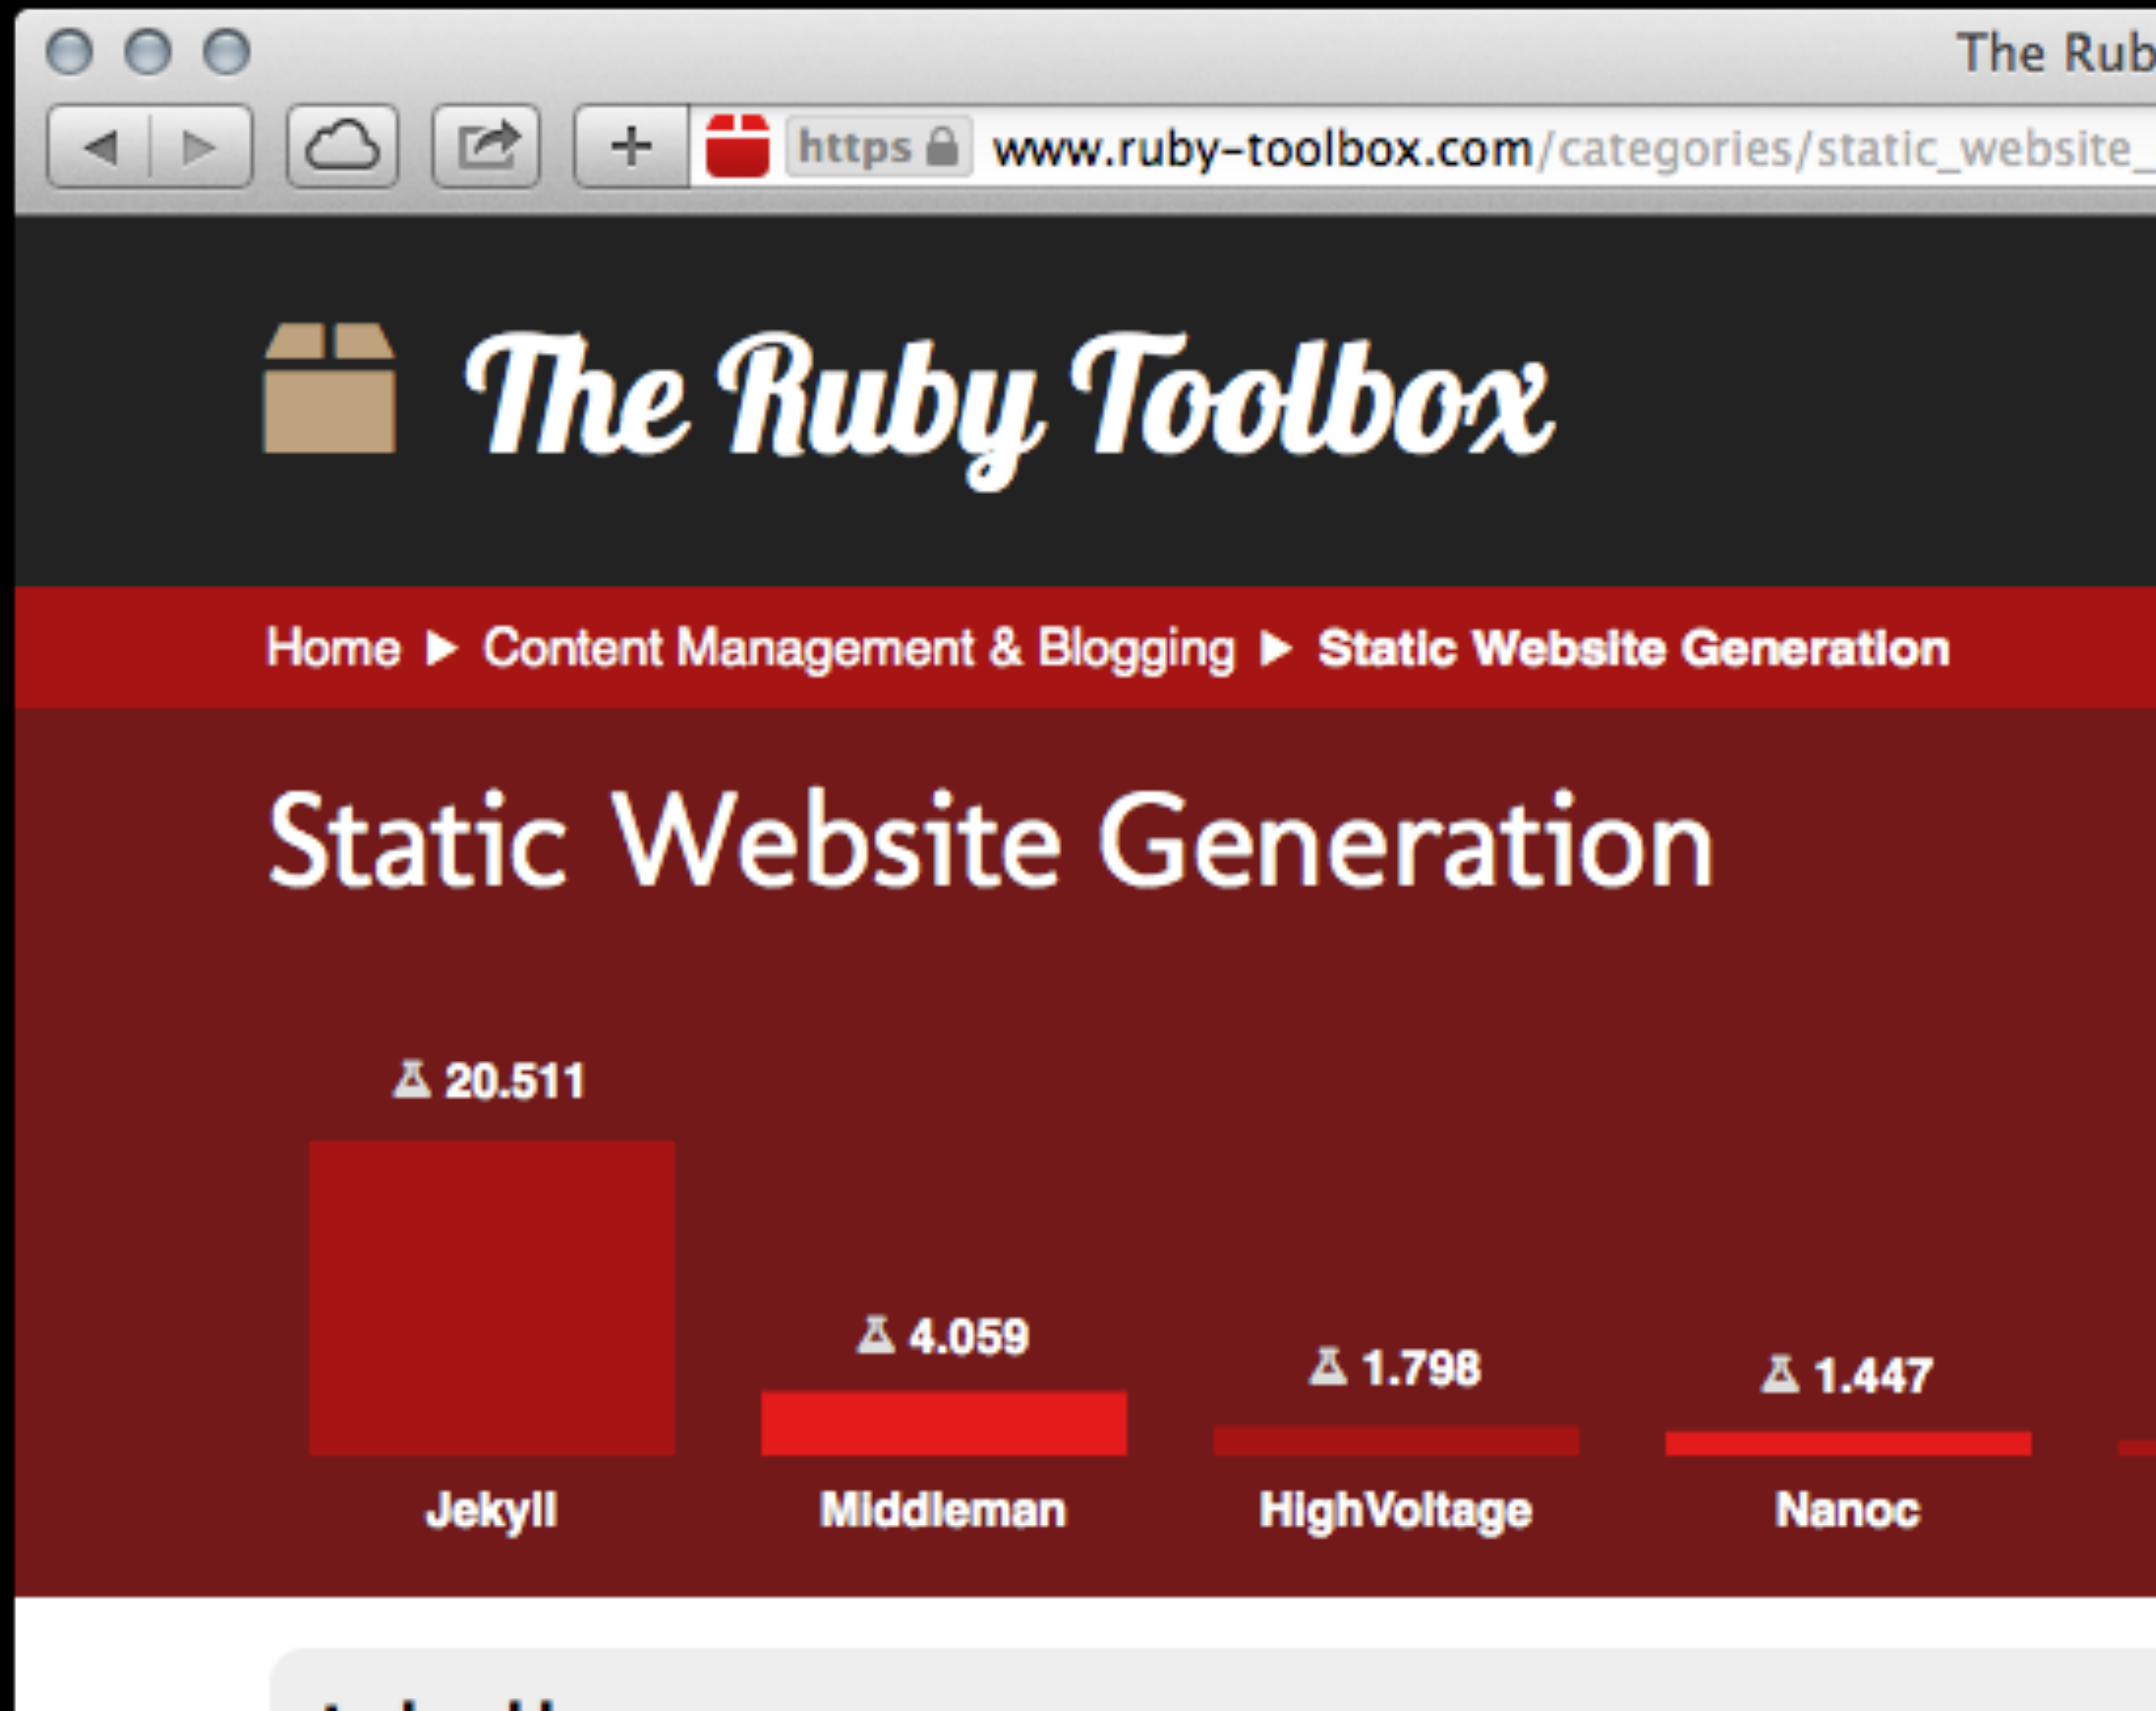 The Rub
https www.ruby-toolbox.com/categories/static_website_
The Ruby Toolbox
Home ▶ Content Management & Blogging ▶ Static Website Generation
Static Website Generation
20.511
4.059
1.798
1.447
Jekyll Middleman HighVoltage Nanoc